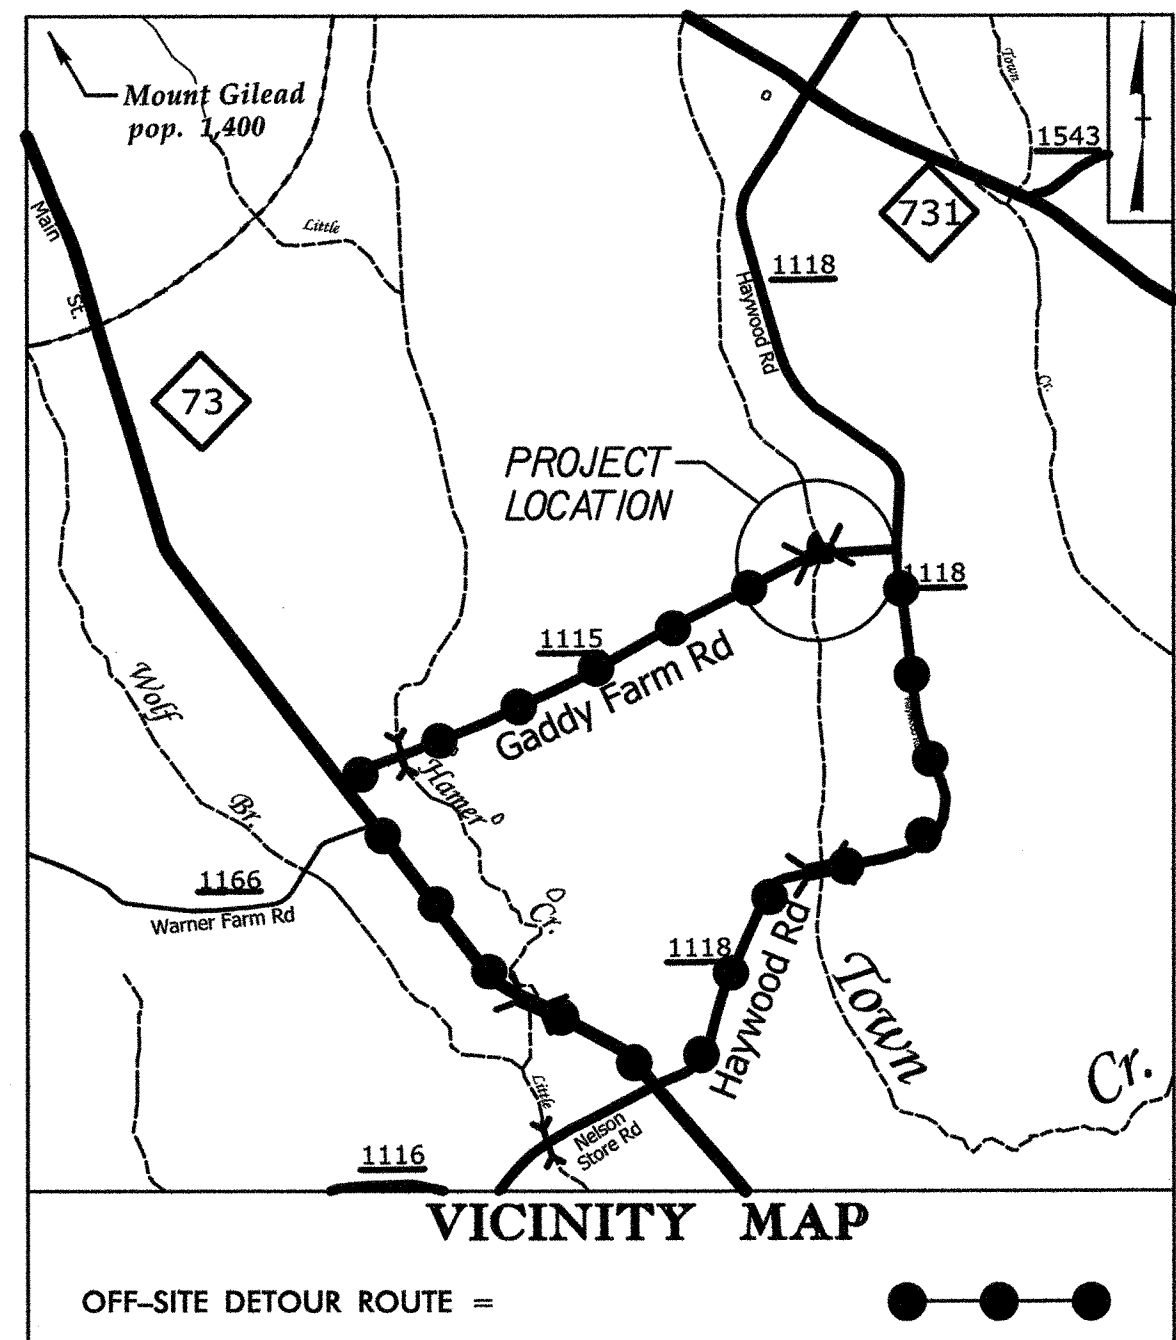 Mount Gilead
pop. 1,400
Town
1543
731
Main
St.
Little
1118
Haywood Rd
73
Cr.
PROJECT
LOCATION
1118
1115
Gaddy Farm Rd
Wolf
Br.
Hamer
Cr.
1166
Warner Farm Rd
1118
Haywood Rd
Town
Cr.
Little
Nelson
Store Rd
1116
VICINITY MAP
OFF-SITE DETOUR ROUTE =